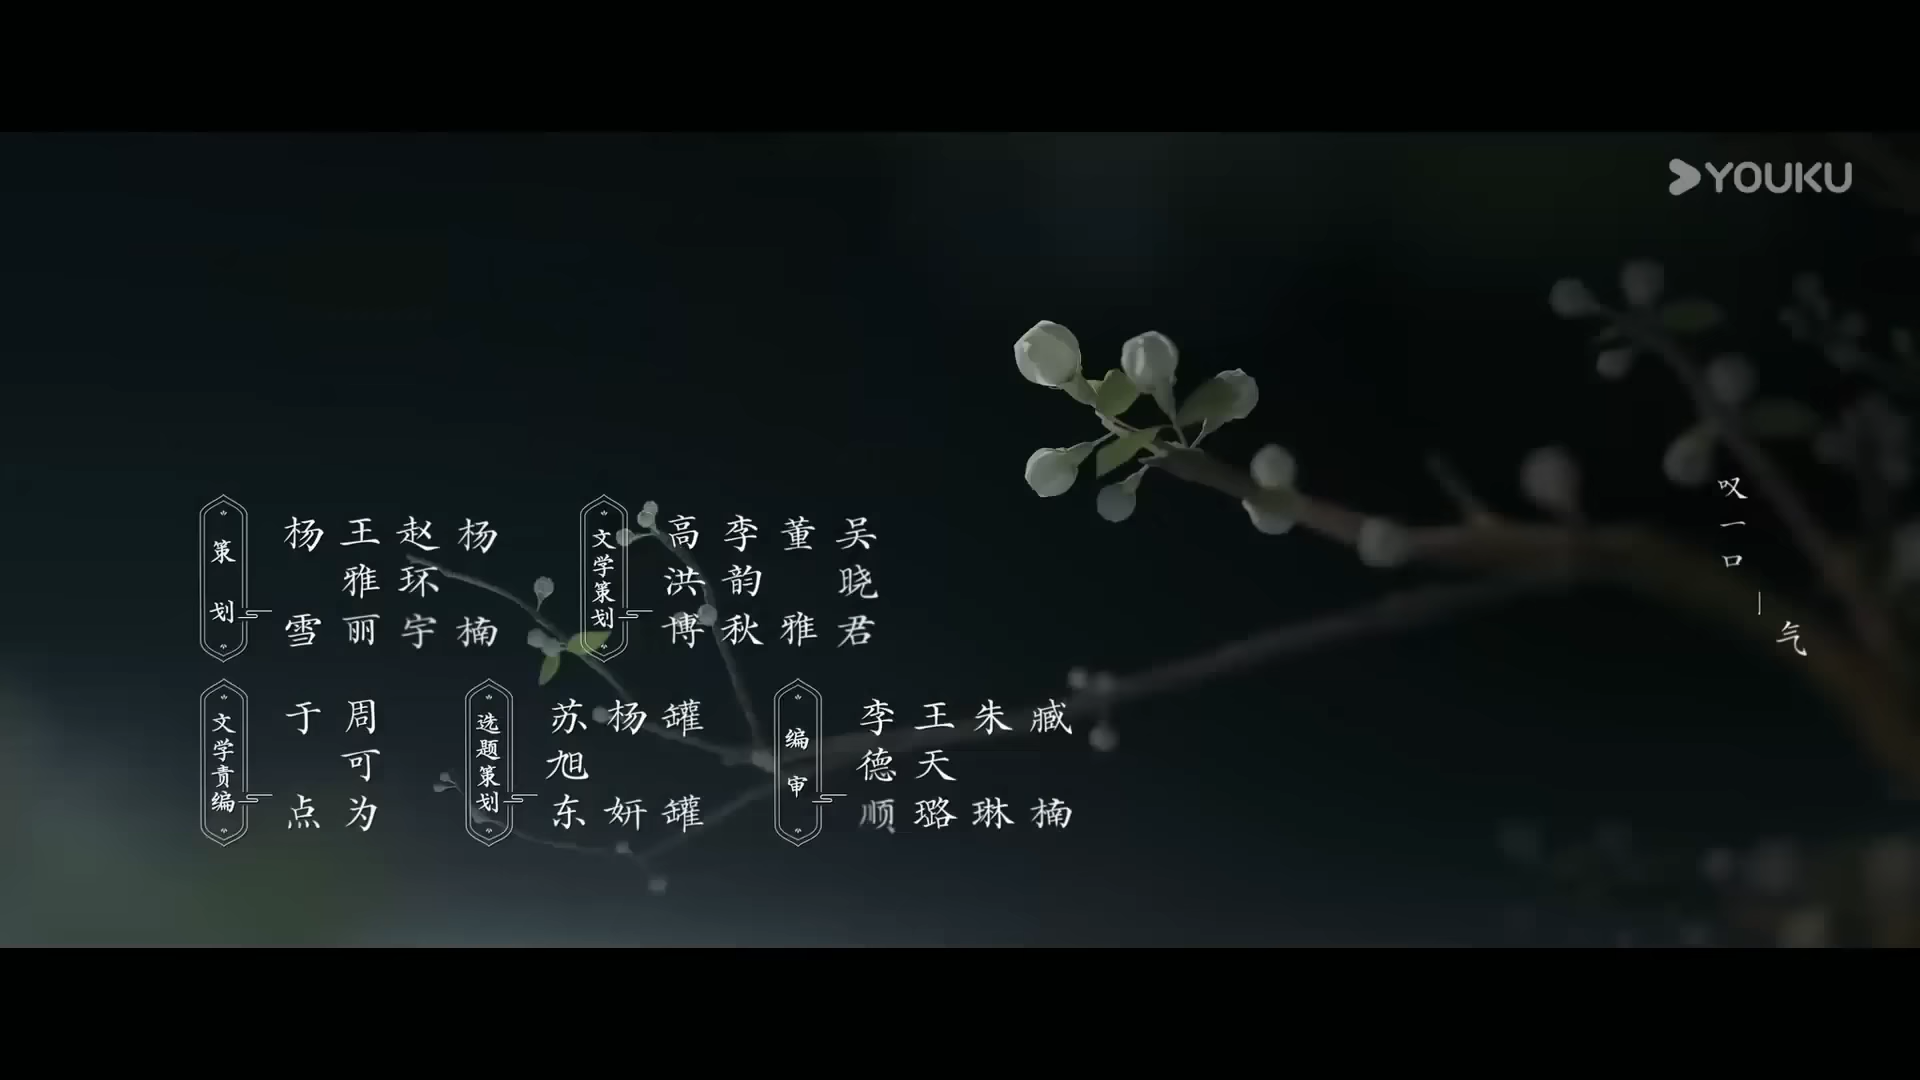 YOUKU
策划
杨雪
王雅丽
赵环宇
杨楠
文学策划
高洪博
李韵秋
董雅
吴晓君
文学责编
于点
周可为
选题策划
苏旭东
杨妍
罐罐
编审
李德顺
王天璐
朱琳
臧楠
叹一口
气